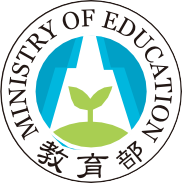 MINISTRY OF EDUCATION
教育部